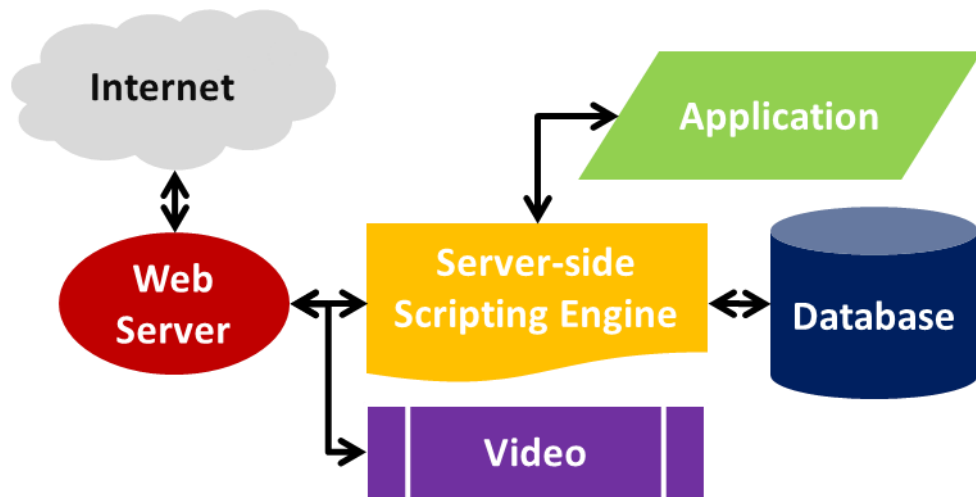 Internet
Application
Web
Server
Server-side
Scripting Engine
Database
Video